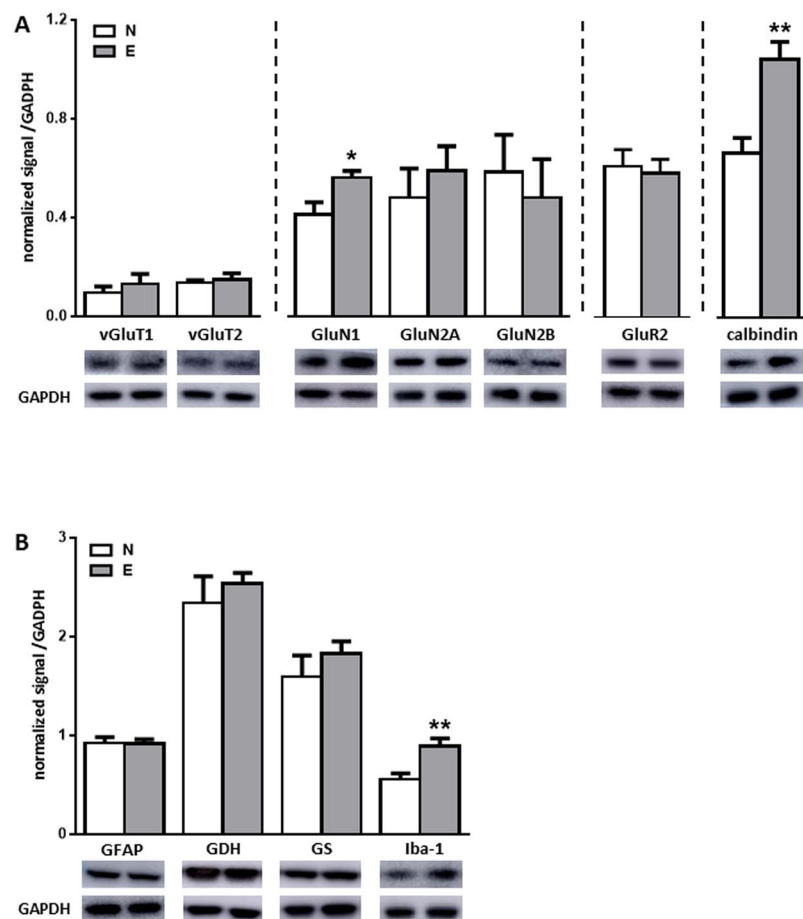 A
1.2
N
E
**
0.8
*
0.4
0.0
normalized signal /GADPH
vGluT1 vGluT2 GluN1 GluN2A GluN2B GluR2 calbindin
GAPDH
B
3
N
E
2
**
1
0
normalized signal /GADPH
GFAP GDH GS Iba-1
GAPDH